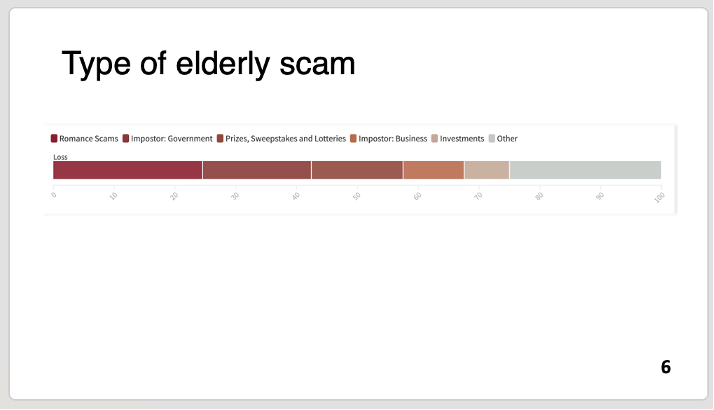 Type of elderly scam
Romance Scams Impostor: Government Prizes, Sweepstakes and Lotteries Impostor: Business Investments Other
Loss
0 10 20 30 40 50 60 70 80 90 100
6